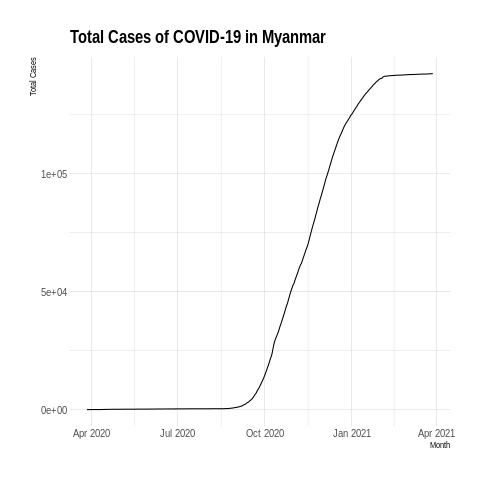 Total Cases of COVID-19 in Myanmar
Total Cases
1e+05
5e+04
0e+00
Apr 2020 Jul 2020 Oct 2020 Jan 2021 Apr 2021
Month